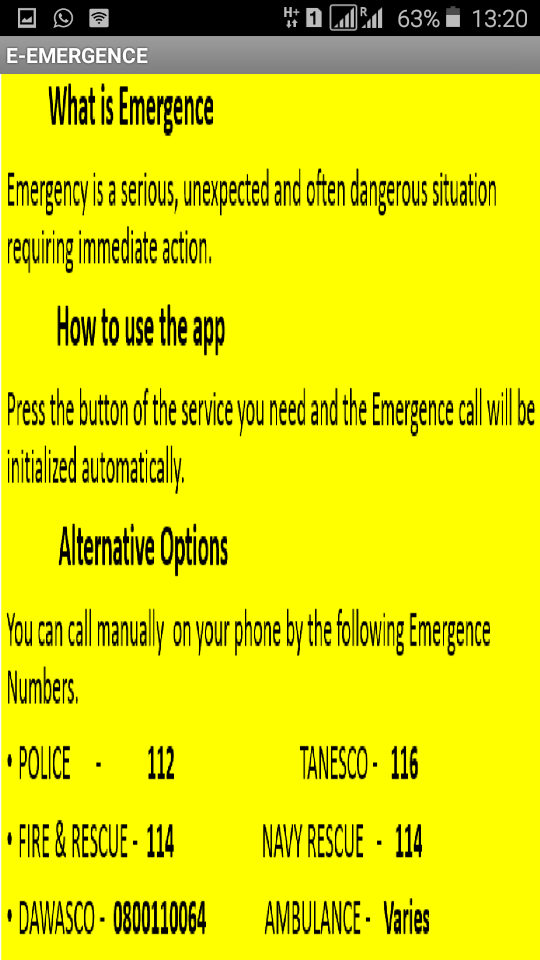 H+ 1 R 63% 13:20
E-EMERGENCE
What is Emergence
Emergency is a serious, unexpected and often dangerous situation
requiring immediate action.
How to use the app
Press the button of the service you need and the Emergence call will be
initialized automatically.
Alternative Options
You can call manually on your phone by the following Emergence
Numbers.
• POLICE - 112 TANESCO - 116
• FIRE & RESCUE - 114 NAVY RESCUE - 114
• DAWASCO - 0800110064 AMBULANCE - Varies